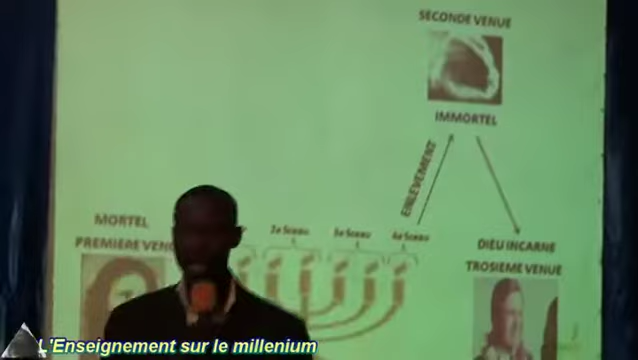 SECONDE VENUE
IMMORTEL
ENLEVEMENT
MORTEL
PREMIERE VENUE
2e Sceau
3e Sceau
4e Sceau
DIEU INCARNE
TROSIEME VENUE
L'Enseignement sur le millenium